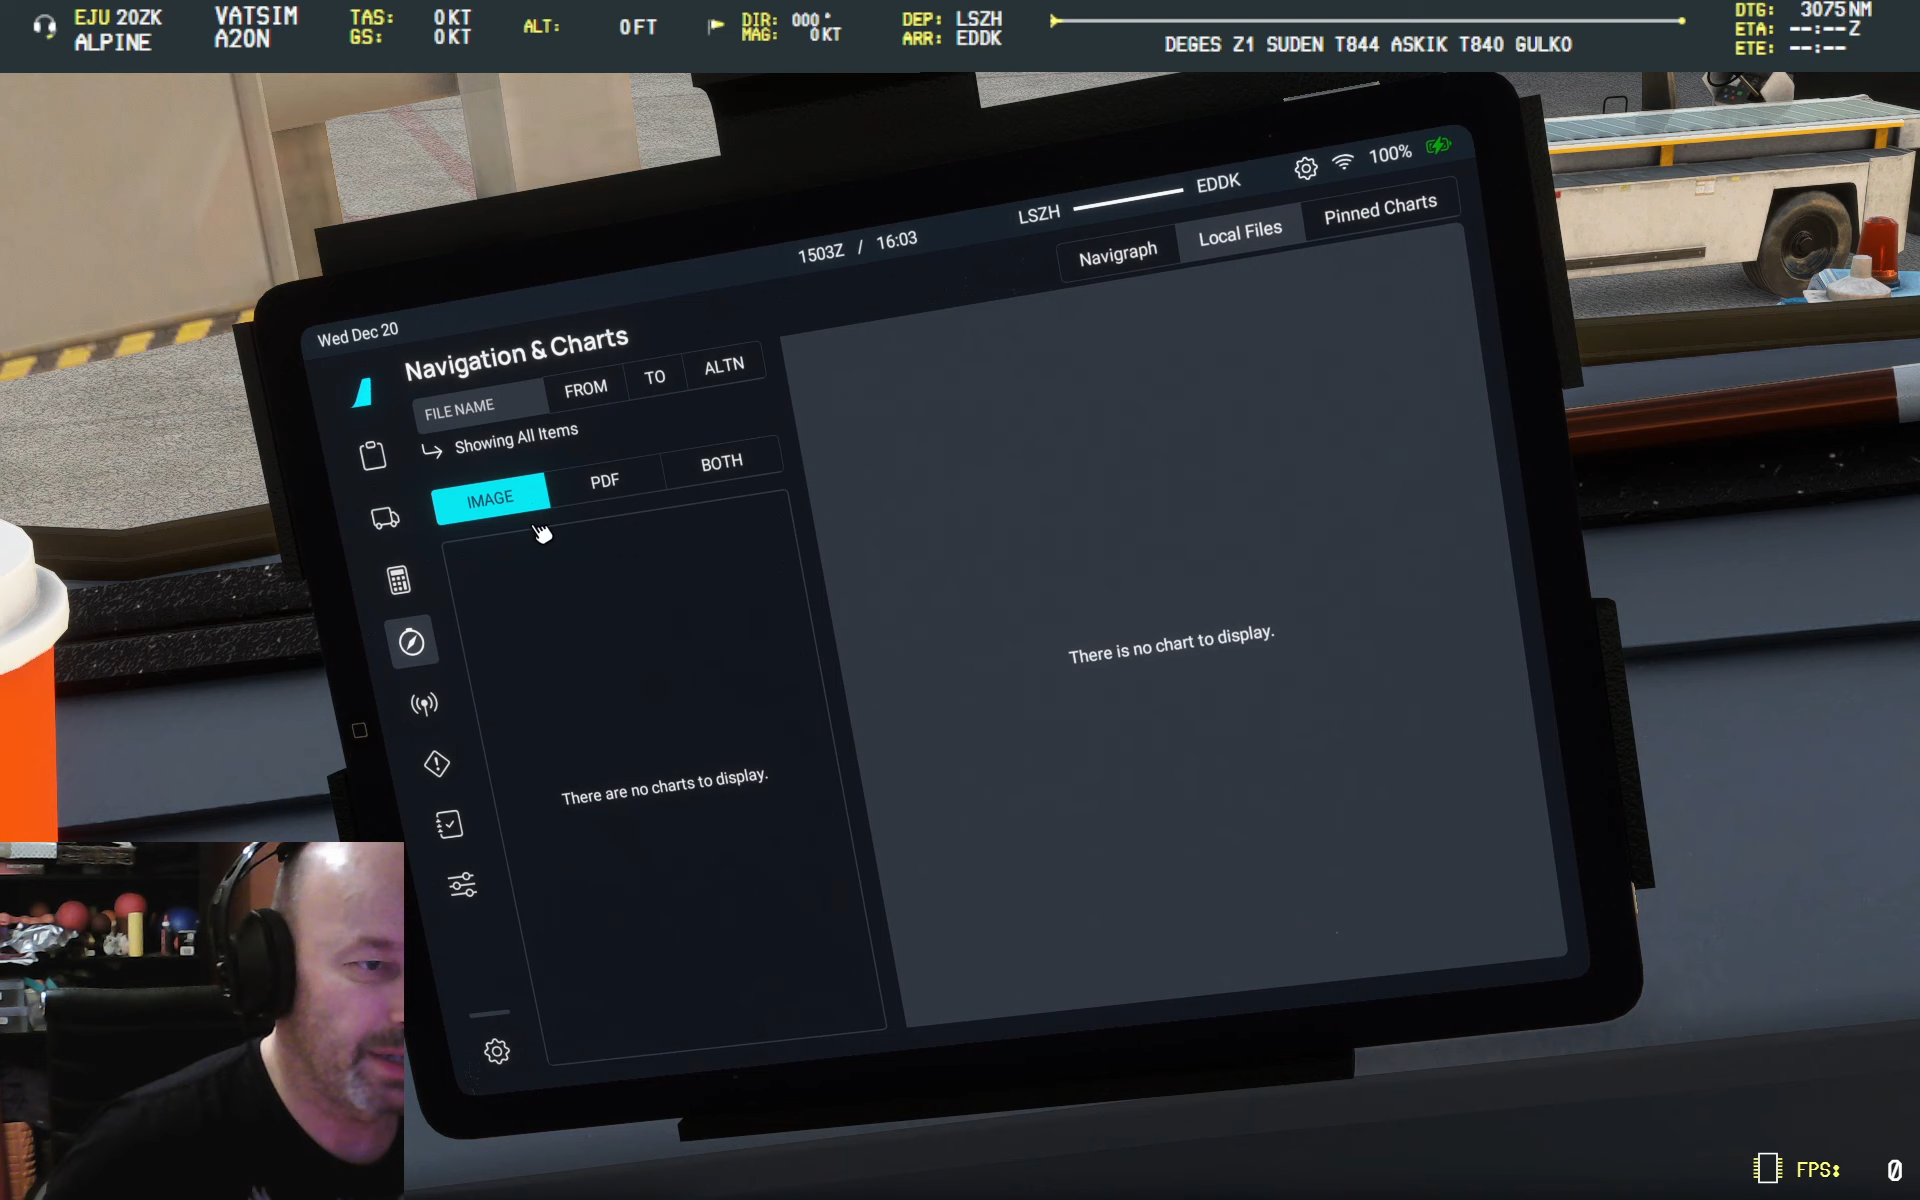 EJU 20ZK
ALPINE
VATSIM
A20N
TAS: 0KT
GS: 0KT
ALT: 0FT
DIR: 000°
MAG: 0KT
DEP: LSZH
ARR: EDDK
DEGES Z1 SUDEN T844 ASKIK T840 GULKO
DTG: 3075NM
ETA: --:--Z
ETE: --:--
Wed Dec 20
1503Z / 16:03
LSZH EDDK
100%
Navigation & Charts
Navigraph
Local Files
Pinned Charts
FILE NAME
FROM
TO
ALTN
Showing All Items
IMAGE
PDF
BOTH
There are no charts to display.
There is no chart to display.
FPS: 0